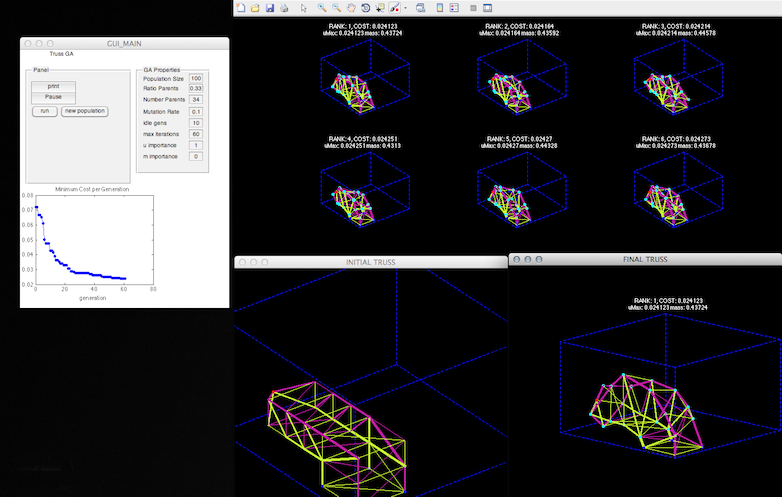 GUI_MAIN
Truss GA
Panel
print
Pause
run
new population
GA Properties
Population Size 100
Ratio Parents 0.33
Number Parents 34
Mutation Rate 0.1
idle gens 10
max iterations 60
u importance 1
m importance 0
Minimum Cost per Generation
0.08
0.07
0.06
0.05
0.04
0.03
0.02
0 20 40 60 80
generation
RANK: 1, COST: 0.024123
uMax: 0.024123 mass: 0.43724
RANK: 2, COST: 0.024164
uMax: 0.024164 mass: 0.43592
RANK: 3, COST: 0.024214
uMax: 0.024214 mass: 0.44578
RANK: 4, COST: 0.024251
uMax: 0.024251 mass: 0.4313
RANK: 5, COST: 0.02427
uMax: 0.02427 mass: 0.44328
RANK: 6, COST: 0.024273
uMax: 0.024273 mass: 0.43678
INITIAL TRUSS
FINAL TRUSS
RANK: 1, COST: 0.024123
uMax: 0.024123 mass: 0.43724